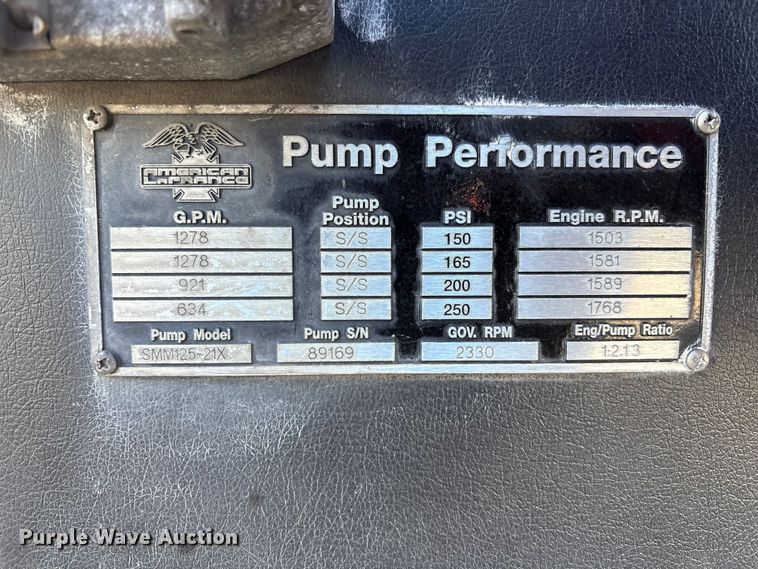 AMERICAN
LAFRANCE
Pump Performance
G.P.M. Pump Position PSI Engine R.P.M.
1278 S/S 150 1503
1278 S/S 165 1581
921 S/S 200 1589
634 S/S 250 1768
Pump Model Pump S/N GOV. RPM Eng/Pump Ratio
SMM125-21X 89169 2330 1:2.13
Purple Wave Auction